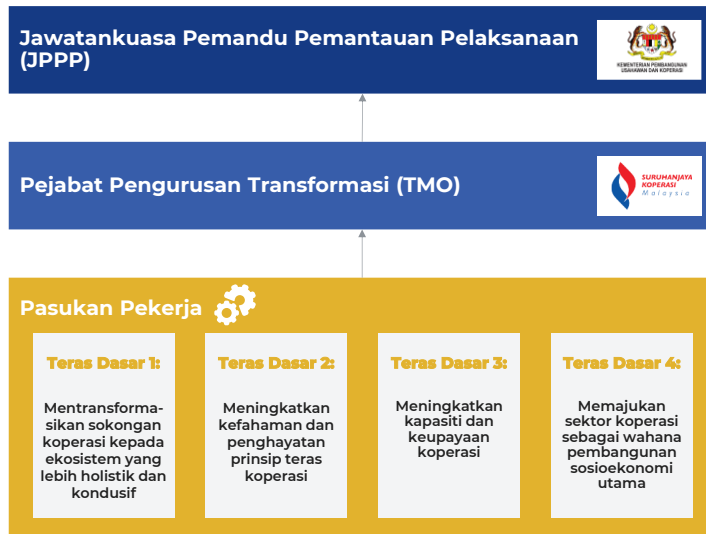 Jawatankuasa Pemandu Pemantauan Pelaksanaan
(JPPP)
KEMENTERIAN PEMBANGUNAN
USAHAWAN DAN KOPERASI
Pejabat Pengurusan Transformasi (TMO)
SURUHANJAYA
KOPERASI
Malaysia
Pasukan Pekerja
Teras Dasar 1:
Mentransforma-
sikan sokongan
koperasi kepada
ekosistem yang
lebih holistik dan
kondusif
Teras Dasar 2:
Meningkatkan
kefahaman dan
penghayatan
prinsip teras
koperasi
Teras Dasar 3:
Meningkatkan
kapasiti dan
keupayaan
koperasi
Teras Dasar 4:
Memajukan
sektor koperasi
sebagai wahana
pembangunan
sosioekonomi
utama